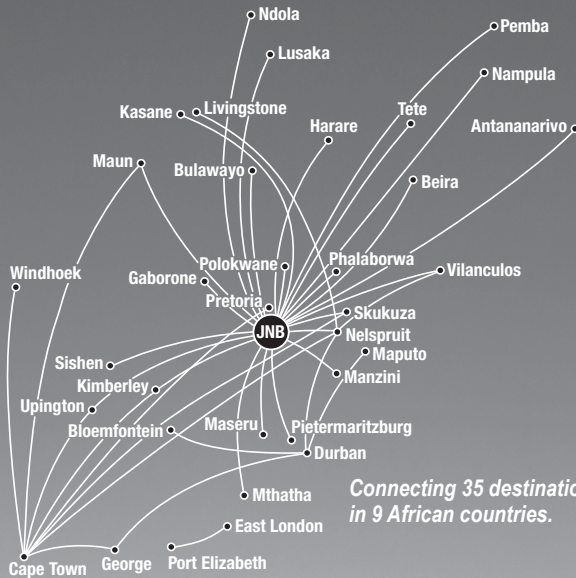 Ndola
Pemba
Lusaka
Nampula
Kasane
Livingstone
Tete
Harare
Antananarivo
Maun
Bulawayo
Beira
Polokwane
Phalaborwa
Windhoek
Gaborone
Vilanculos
Pretoria
Skukuza
JNB
Nelspruit
Sishen
Maputo
Kimberley
Manzini
Upington
Bloemfontein
Maseru
Pietermaritzburg
Durban
Mthatha
Connecting 35 destinatio
in 9 African countries.
East London
Cape Town
George
Port Elizabeth